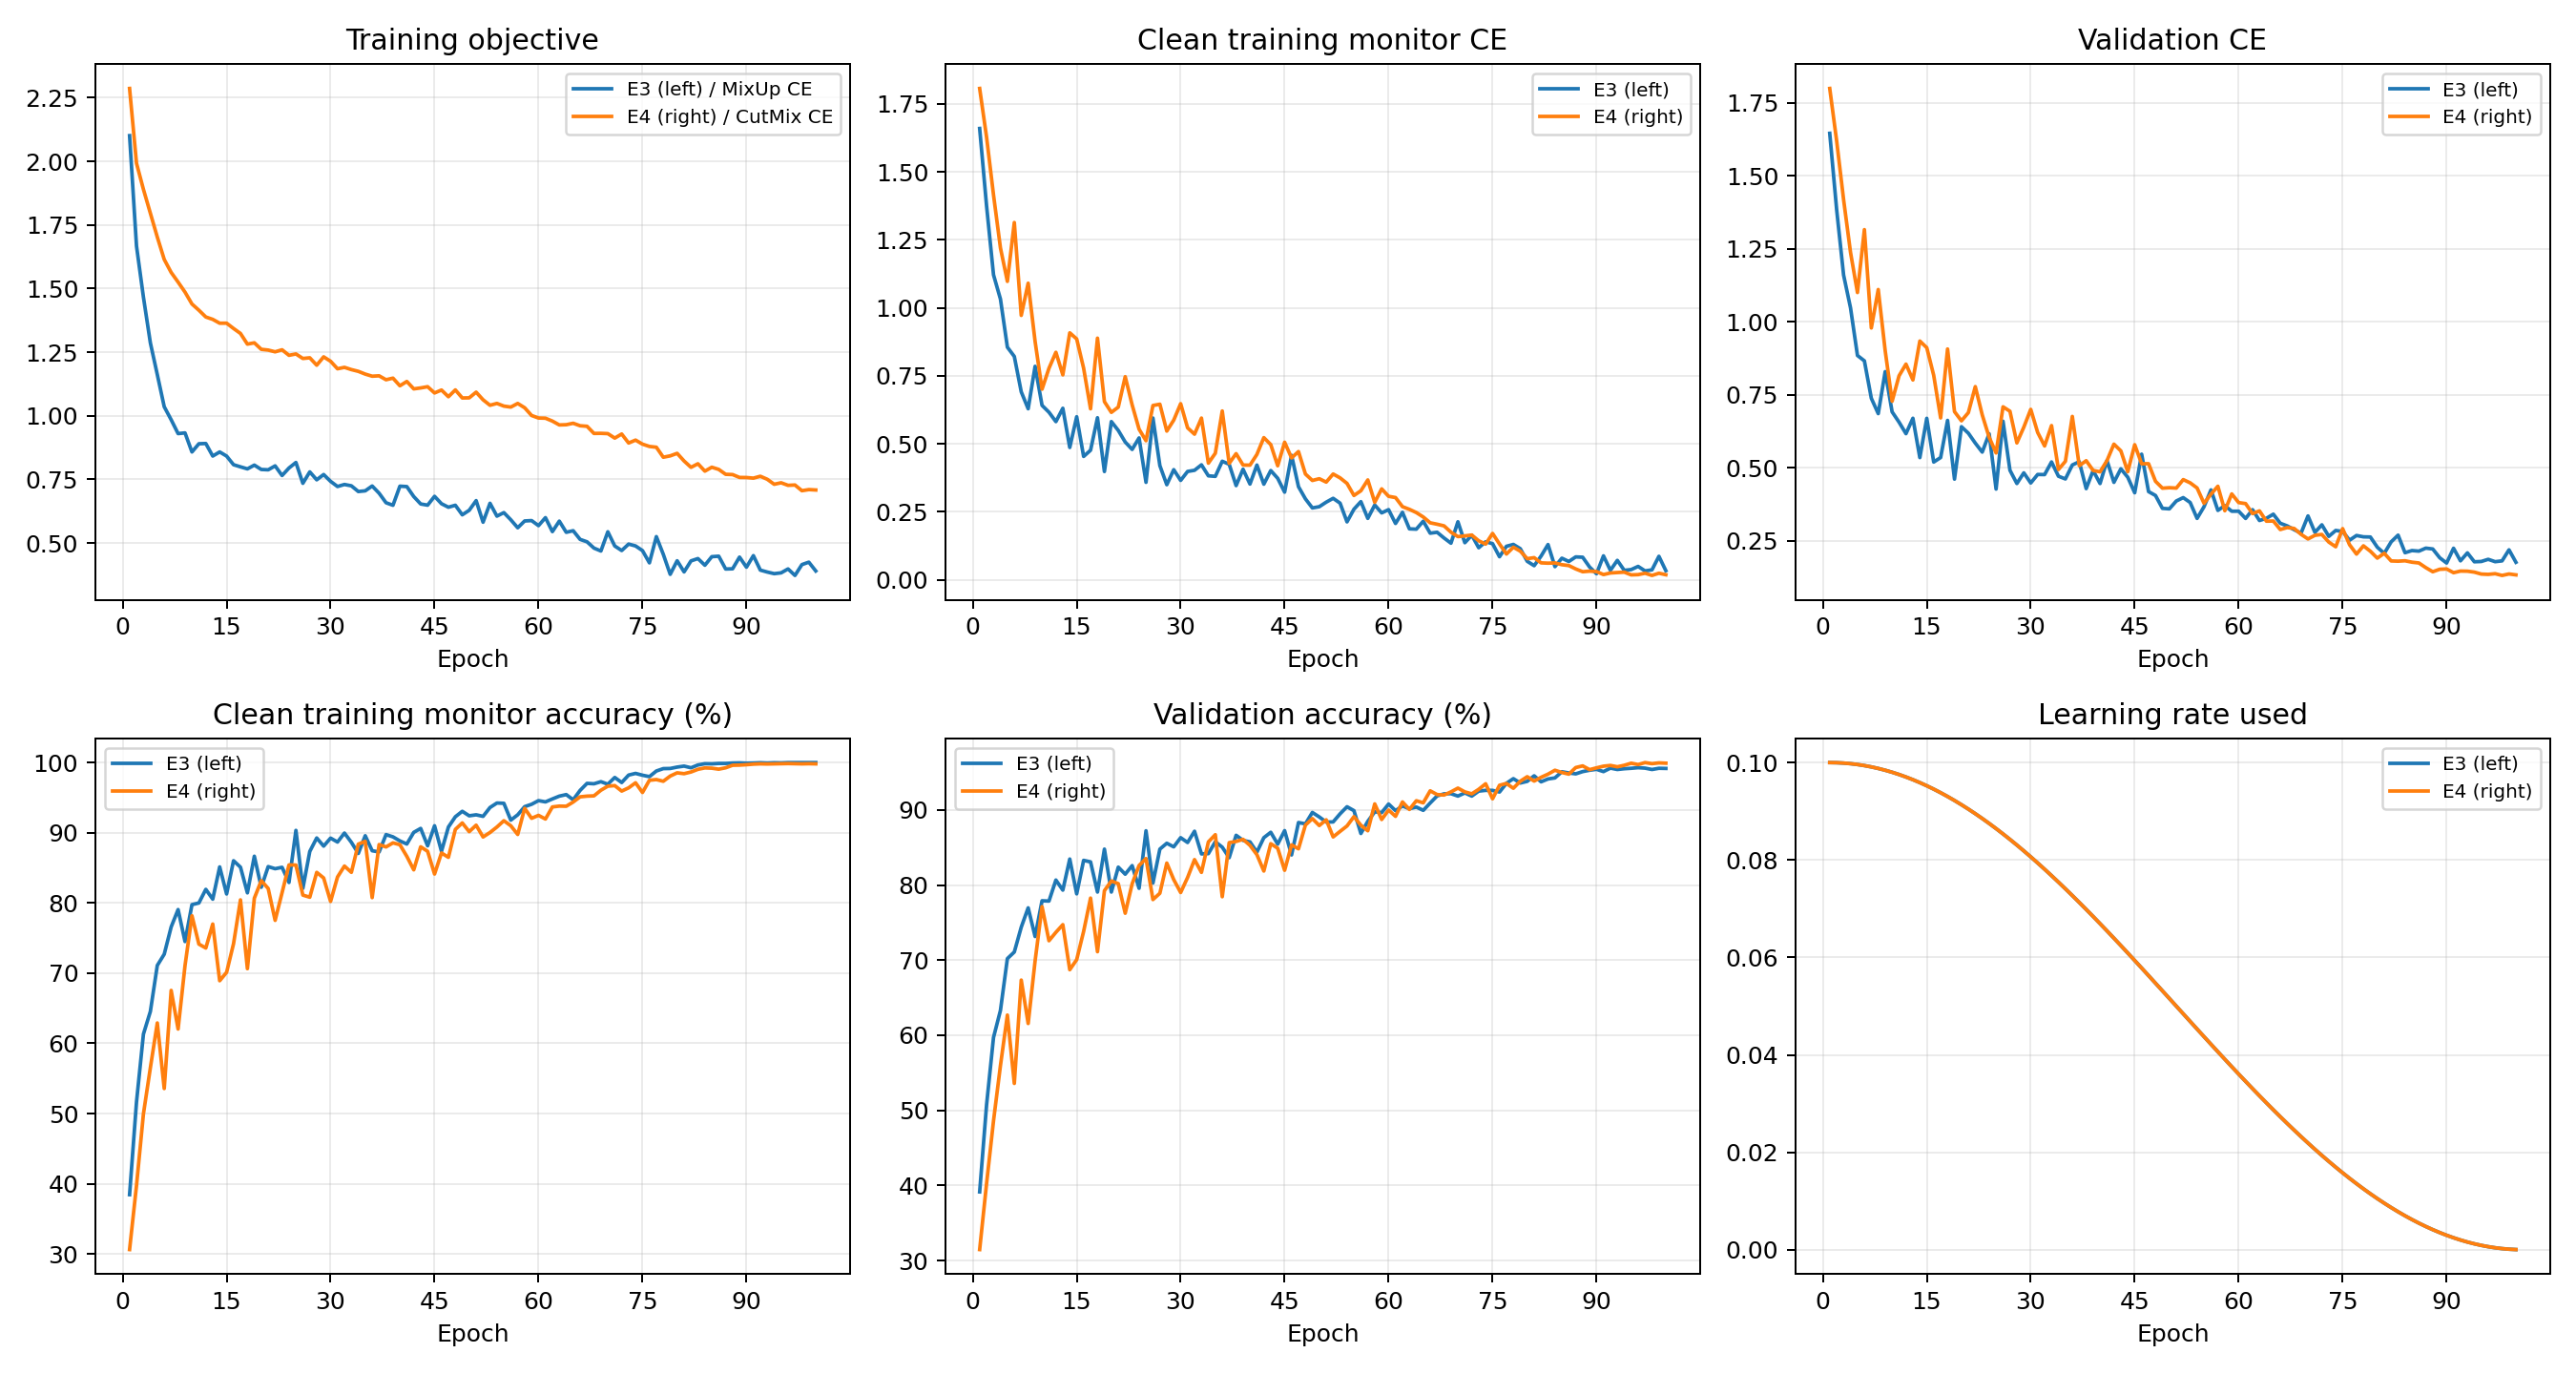 Training objective
E3 (left) / MixUp CE
E4 (right) / CutMix CE
2.25
2.00
1.75
1.50
1.25
1.00
0.75
0.50
0 15 30 45 60 75 90
Epoch
Clean training monitor CE
E3 (left)
E4 (right)
1.75
1.50
1.25
1.00
0.75
0.50
0.25
0.00
0 15 30 45 60 75 90
Epoch
Validation CE
E3 (left)
E4 (right)
1.75
1.50
1.25
1.00
0.75
0.50
0.25
0 15 30 45 60 75 90
Epoch
Clean training monitor accuracy (%)
E3 (left)
E4 (right)
100
90
80
70
60
50
40
30
0 15 30 45 60 75 90
Epoch
Validation accuracy (%)
E3 (left)
E4 (right)
90
80
70
60
50
40
30
0 15 30 45 60 75 90
Epoch
Learning rate used
E3 (left)
E4 (right)
0.10
0.08
0.06
0.04
0.02
0.00
0 15 30 45 60 75 90
Epoch